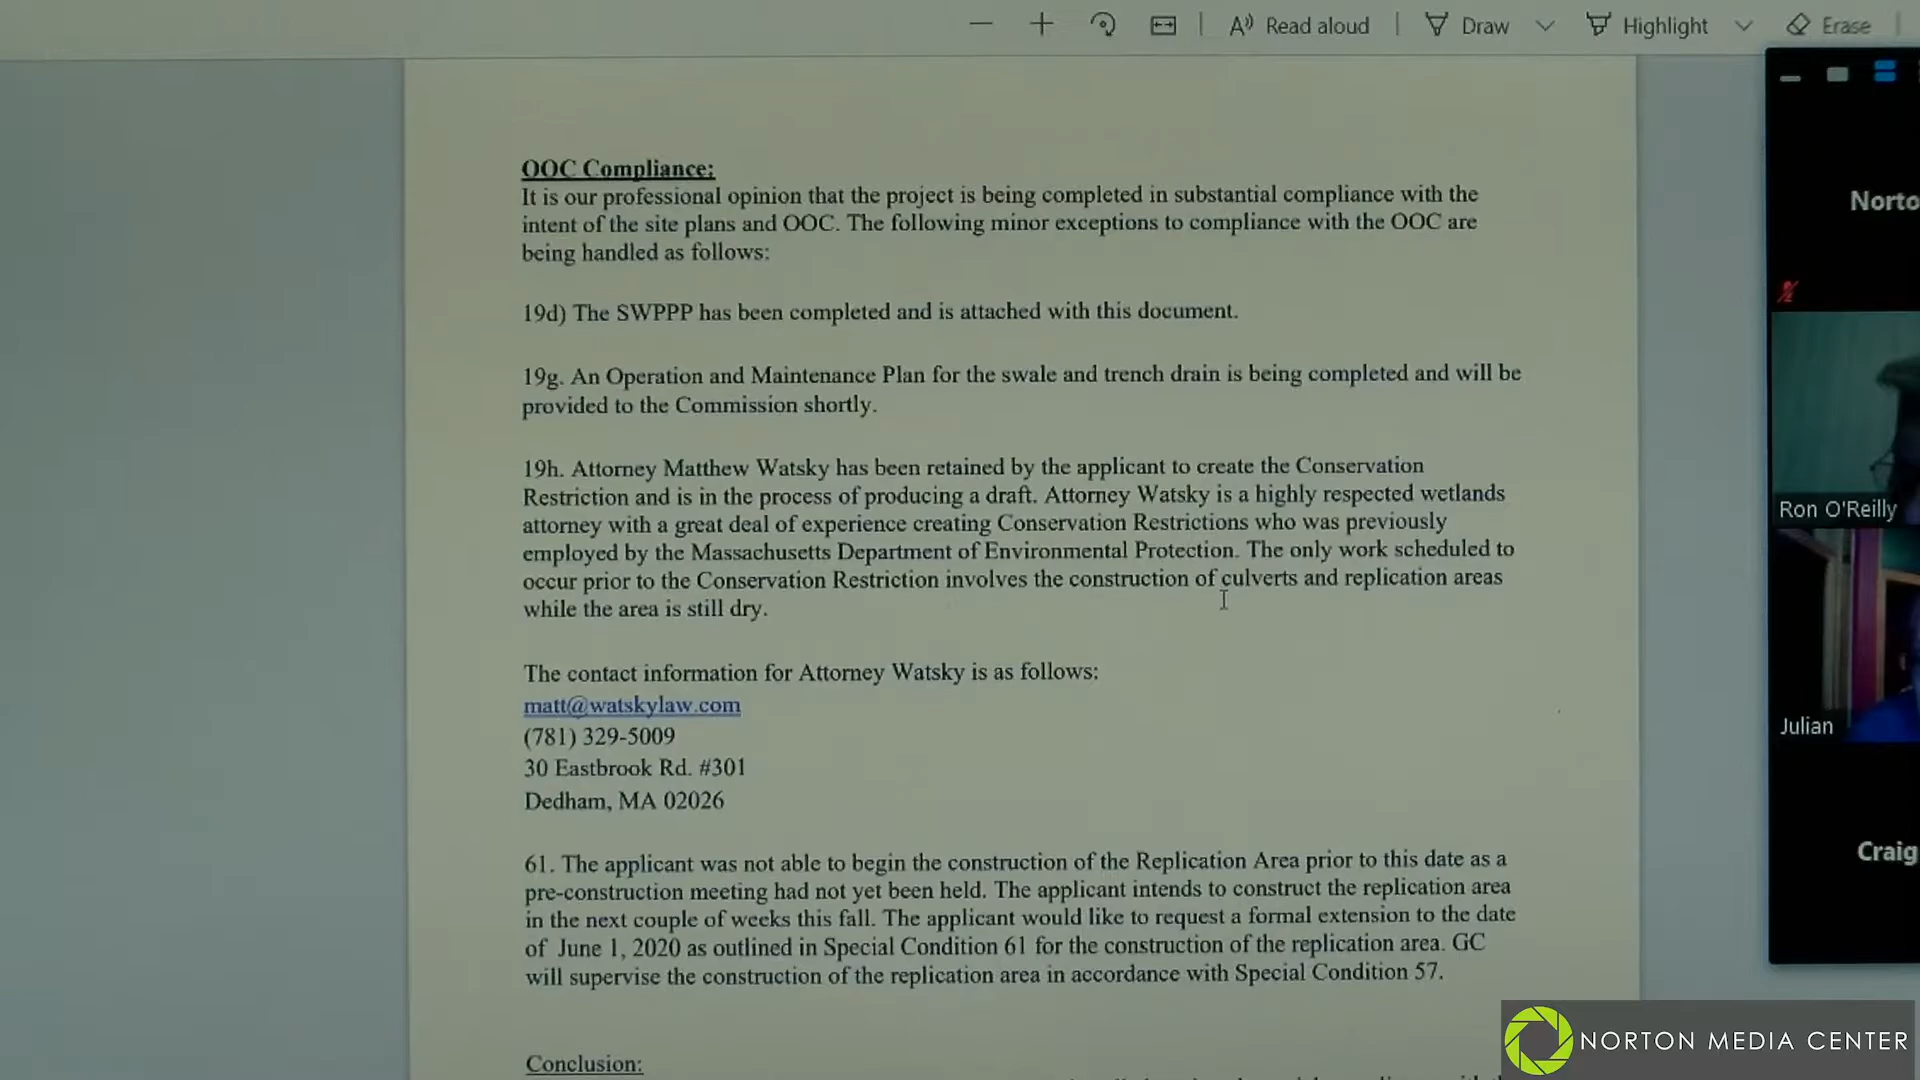 Read aloud
Draw
Highlight
Erase
OOC Compliance:
It is our professional opinion that the project is being completed in substantial compliance with the
intent of the site plans and OOC. The following minor exceptions to compliance with the OOC are
being handled as follows:
19d) The SWPPP has been completed and is attached with this document.
19g. An Operation and Maintenance Plan for the swale and trench drain is being completed and will be
provided to the Commission shortly.
19h. Attorney Matthew Watsky has been retained by the applicant to create the Conservation
Restriction and is in the process of producing a draft. Attorney Watsky is a highly respected wetlands
attorney with a great deal of experience creating Conservation Restrictions who was previously
employed by the Massachusetts Department of Environmental Protection. The only work scheduled to
occur prior to the Conservation Restriction involves the construction of culverts and replication areas
while the area is still dry.
The contact information for Attorney Watsky is as follows:
matt@watskylaw.com
(781) 329-5009
30 Eastbrook Rd. #301
Dedham, MA 02026
61. The applicant was not able to begin the construction of the Replication Area prior to this date as a
pre-construction meeting had not yet been held. The applicant intends to construct the replication area
in the next couple of weeks this fall. The applicant would like to request a formal extension to the date
of June 1, 2020 as outlined in Special Condition 61 for the construction of the replication area. GC
will supervise the construction of the replication area in accordance with Special Condition 57.
Conclusion:
Norto
Ron O'Reilly
Julian
Craig
NORTON MEDIA CENTER